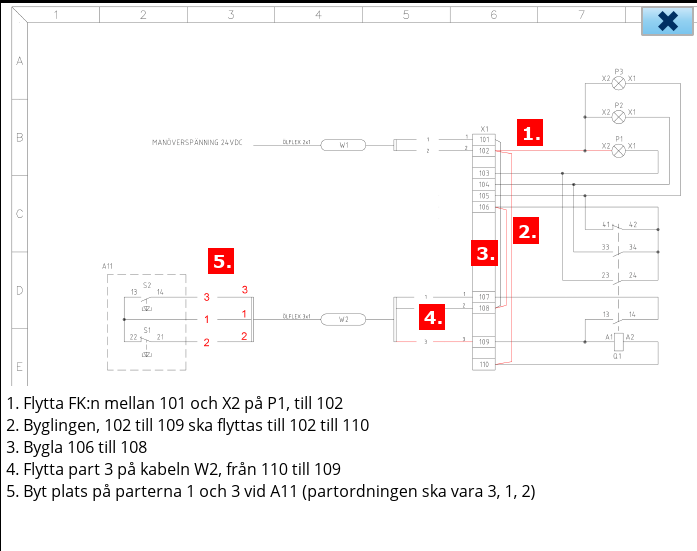 1 2 3 4 5 6 7
A
P3
X2 X1
P2
X2 X1
B
X1
1.
P1
MANÖVERSPÄNNING 24VDC
ÖLFLEX 2x1
W1
1 1 101
X2 X1
2 2 102
103
104
105
C
106
2.
41 42
3.
33 34
5.
A11
23 24
D
S2
13 14
3 3
1 1 107
1 1
ÖLFLEX 3x1
W2
4.
2 108
13 14
S1
22 21
2 2
3 3 109
A1 A2
Q1
E
110
1. Flytta FK:n mellan 101 och X2 på P1, till 102
2. Byglingen, 102 till 109 ska flyttas till 102 till 110
3. Bygla 106 till 108
4. Flytta part 3 på kabeln W2, från 110 till 109
5. Byt plats på parterna 1 och 3 vid A11 (partordningen ska vara 3, 1, 2)